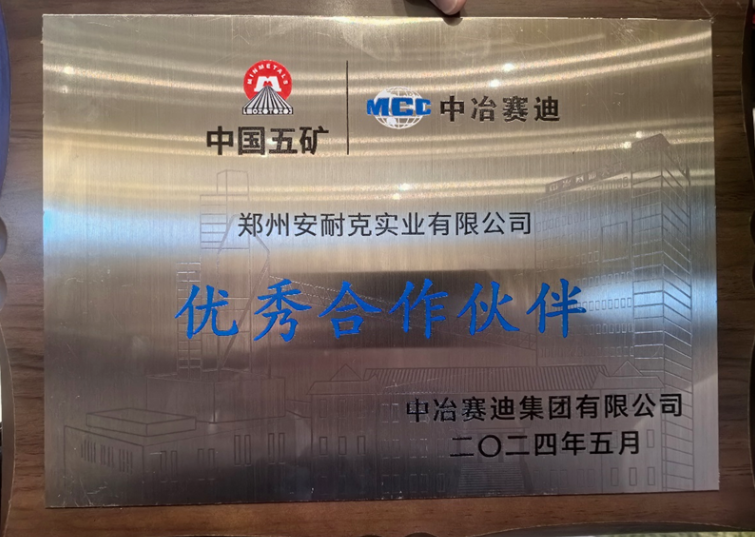 MINMETALS
中国五矿
MCC 中冶赛迪
郑州安耐克实业有限公司
优秀合作伙伴
中冶赛迪集团有限公司
二〇二四年五月